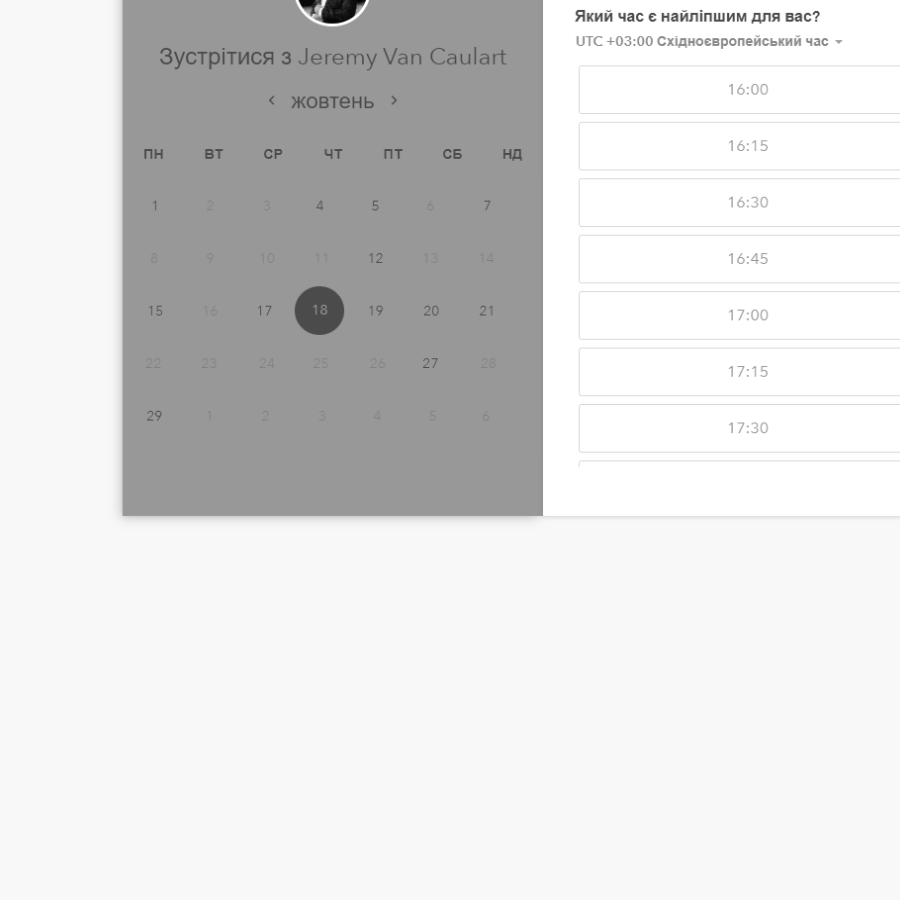 Зустрітися з Jeremy Van Caulart
жовтень
ПН ВТ СР ЧТ ПТ СБ НД
1 2 3 4 5 6 7
8 9 10 11 12 13 14
15 16 17 18 19 20 21
22 23 24 25 26 27 28
29 1 2 3 4 5 6
Який час є найліпшим для вас?
UTC +03:00 Східноєвропейський час
16:00
16:15
16:30
16:45
17:00
17:15
17:30